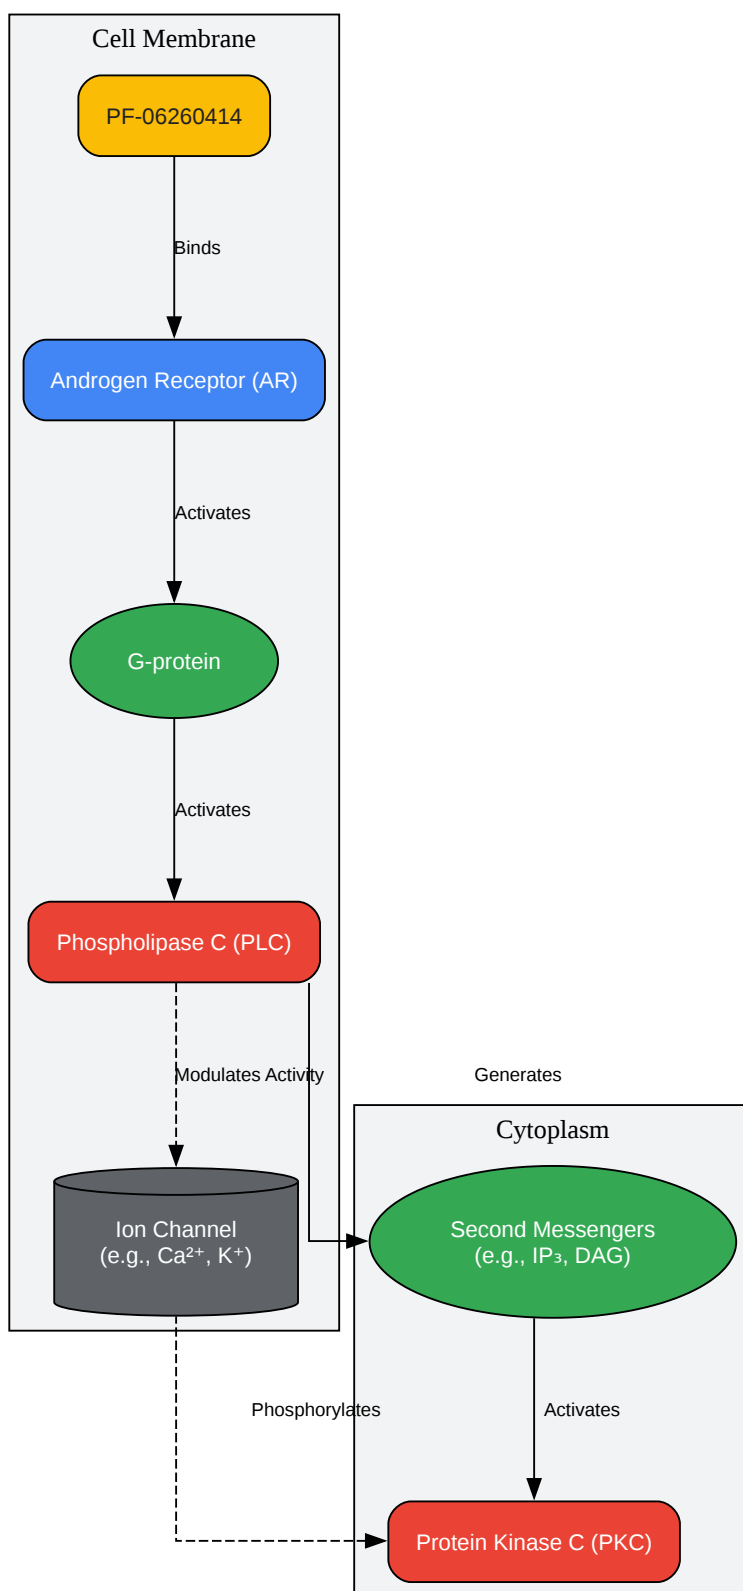 Cell Membrane
PF-06260414
Binds
Androgen Receptor (AR)
Activates
G-protein
Activates
Phospholipase C (PLC)
Modulates Activity
Generates
Cytoplasm
Ion Channel
(e.g., Ca²⁺, K⁺)
Second Messengers
(e.g., IP₃, DAG)
Phosphorylates
Activates
Protein Kinase C (PKC)